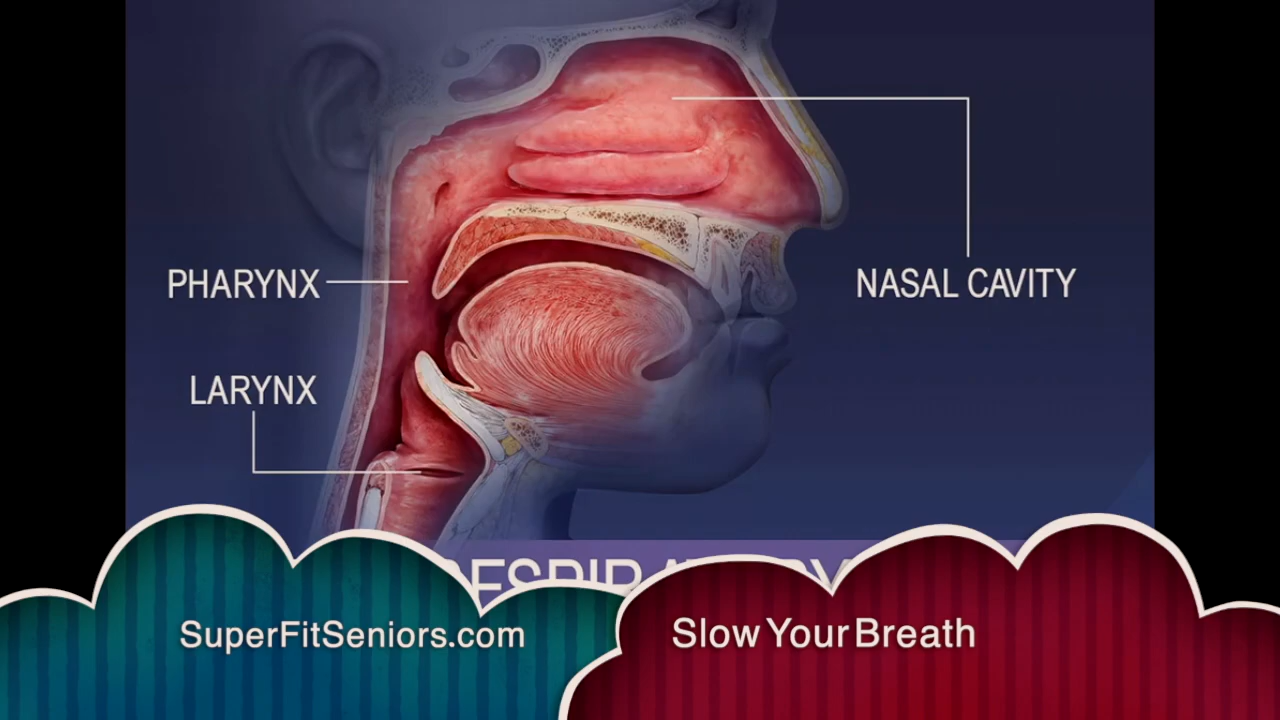 PHARYNX
NASAL CAVITY
LARYNX
SuperFitSeniors.com
Slow Your Breath